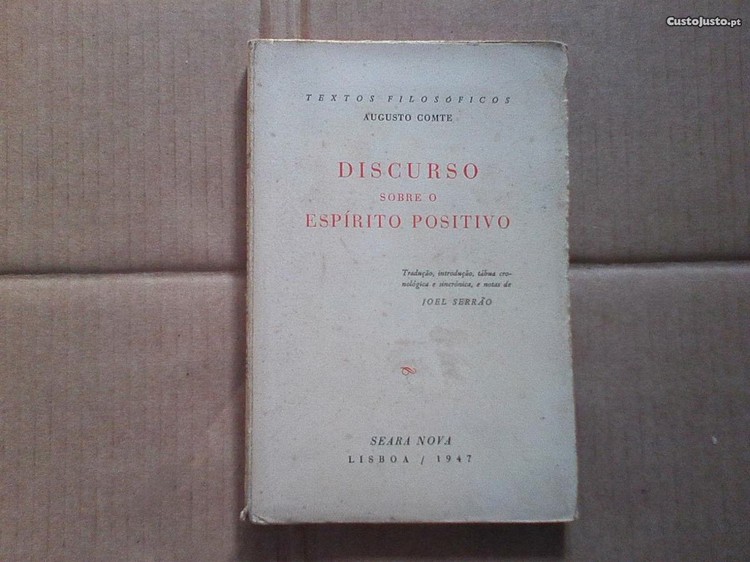 CustoJusto.pt
TEXTOS FILOSÓFICOS
AUGUSTO COMTE
DISCURSO
SOBRE O
ESPÍRITO POSITIVO
Tradução, introdução, tábua cro-
nológica e sincrónica, e notas de
JOEL SERRÃO
SEARA NOVA
LISBOA / 1947